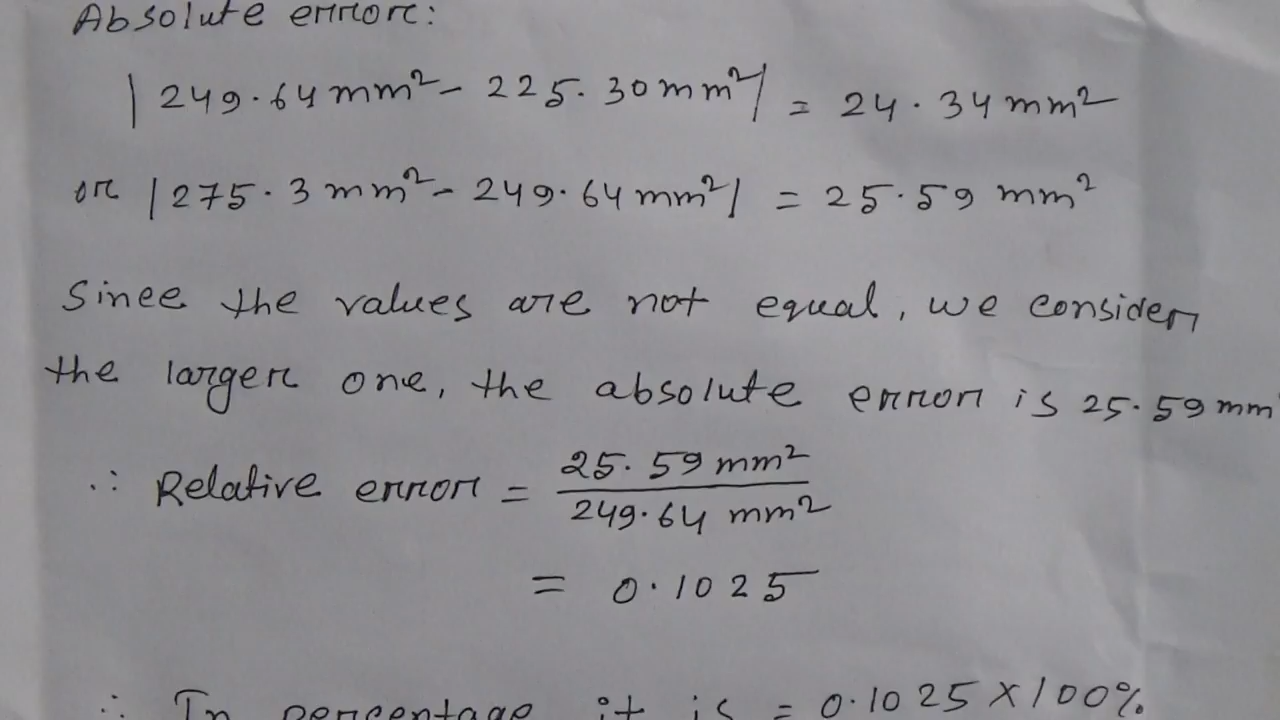 Absolute error:
|249.64 mm² - 225.30 mm²| = 24.34 mm²
or |275.3 mm² - 249.64 mm²| = 25.59 mm²
Since the values are not equal, we consider
the larger one, the absolute error is 25.59 mm²
∴ Relative error = 25.59 mm² / 249.64 mm²
= 0.1025
∴ In percentage it is = 0.1025 × 100%